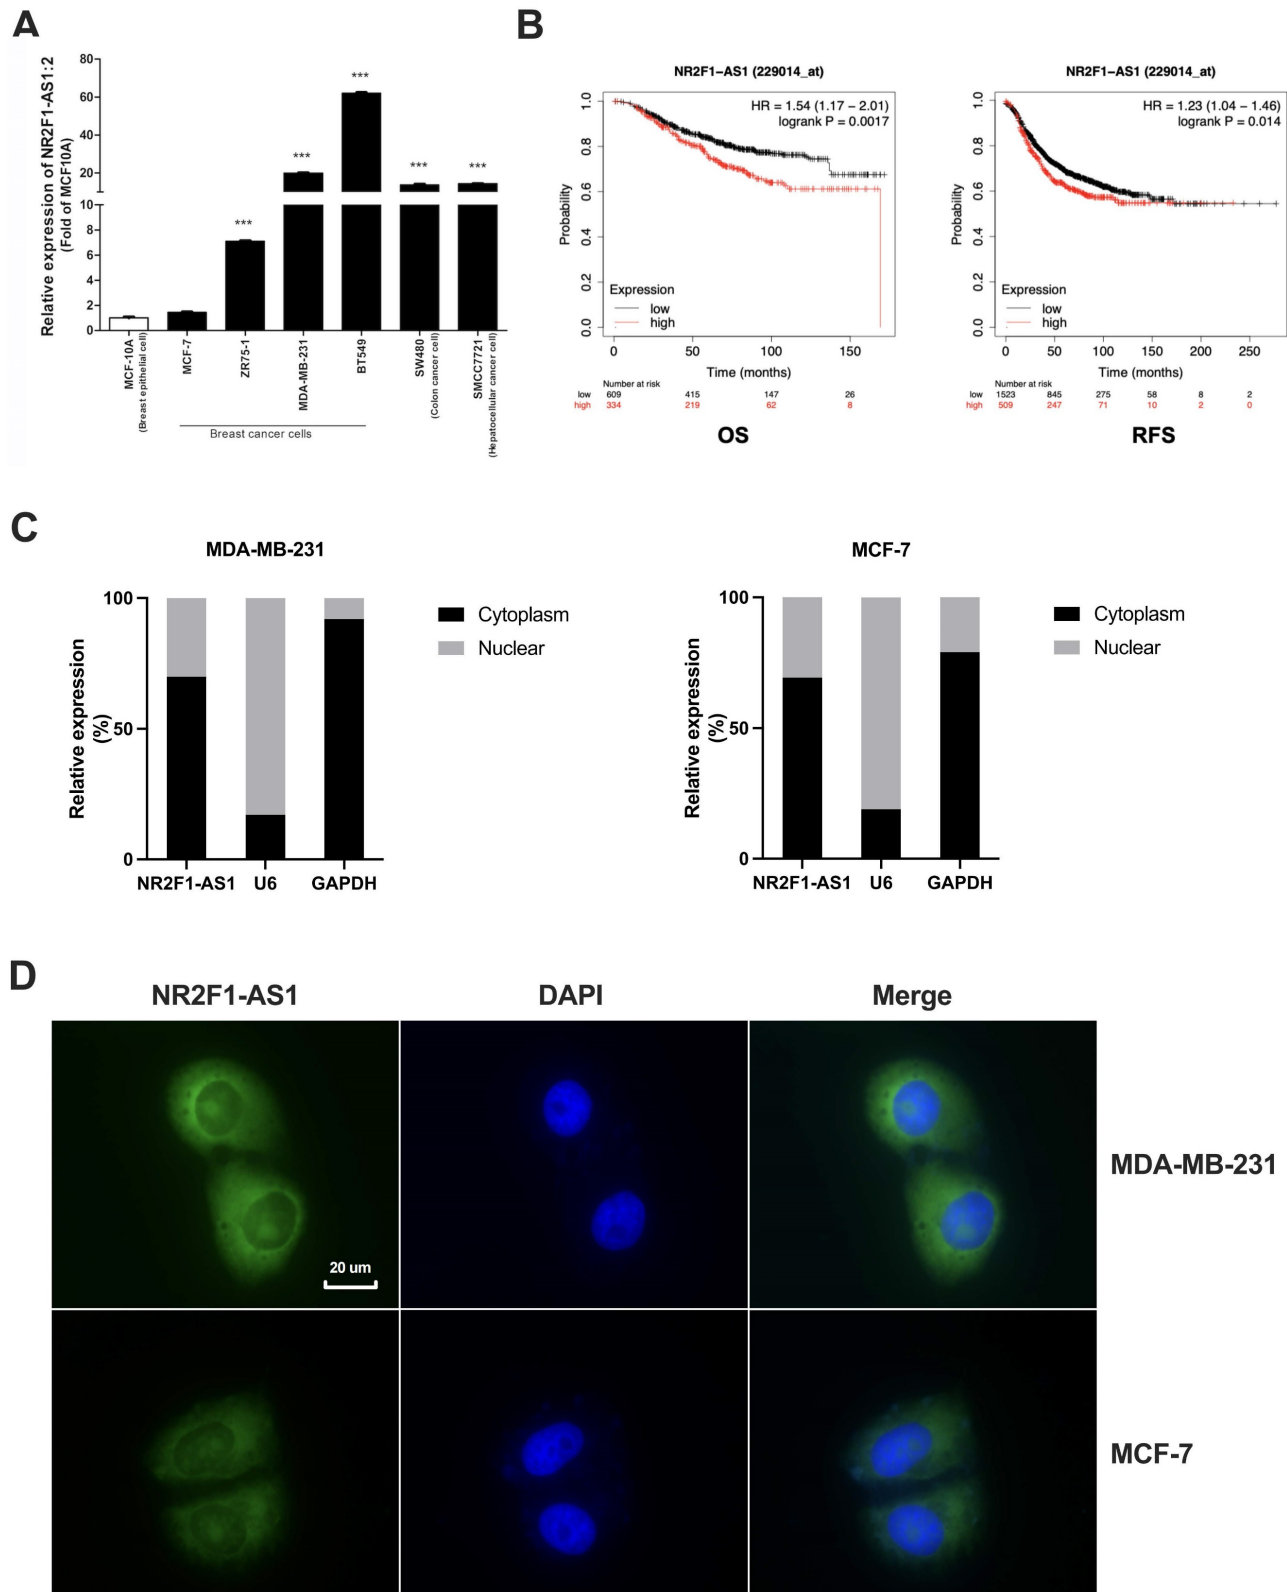 A
Relative expression of NR2F1-AS1:2
(Fold of MCF10A)
80
60
40
20
10
8
6
4
2
0
***
***
***
***
***
MCF-10A
(Breast epithelial cell)
MCF-7
ZR75-1
MDA-MB-231
BT549
SW480
(Colon cancer cell)
SMCC7721
(Hepatocellular cancer cell)
Breast cancer cells
B
NR2F1−AS1 (229014_at)
HR = 1.54 (1.17 − 2.01)
logrank P = 0.0017
Probability
1.0
0.8
0.6
0.4
0.2
0.0
Expression
low
high
0 50 100 150
Time (months)
Number at risk
low 609 415 147 26
high 334 219 62 8
OS
NR2F1−AS1 (229014_at)
HR = 1.23 (1.04 − 1.46)
logrank P = 0.014
Probability
1.0
0.8
0.6
0.4
0.2
0.0
Expression
low
high
0 50 100 150 200 250
Time (months)
Number at risk
low 1523 845 275 58 8 2
high 509 247 71 10 2 0
RFS
C
MDA-MB-231
Relative expression
(%)
100
50
0
NR2F1-AS1 U6 GAPDH
Cytoplasm
Nuclear
MCF-7
Relative expression
(%)
100
50
0
NR2F1-AS1 U6 GAPDH
Cytoplasm
Nuclear
D
NR2F1-AS1 DAPI Merge
20 um
MDA-MB-231
MCF-7